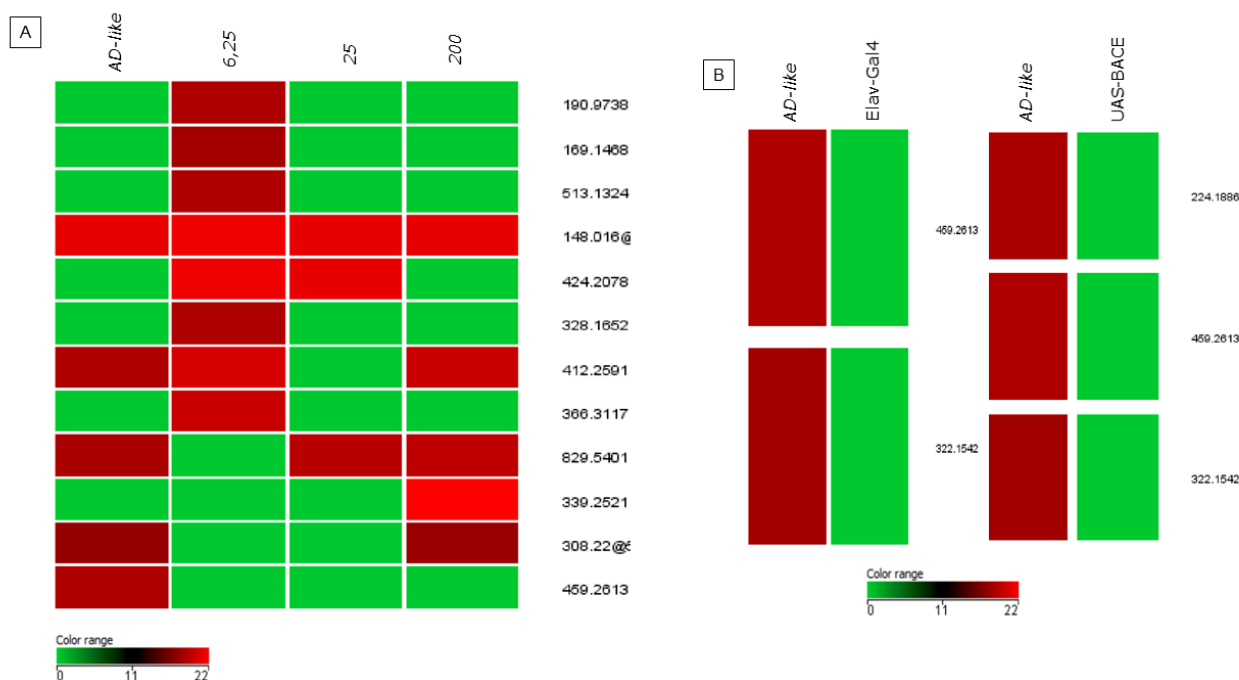 A
AD-like 6,25 25 200
190.9738
169.1468
513.1324
148.016@
424.2078
328.1652
412.2591
366.3117
829.5401
339.2521
308.22@
459.2613
Color range
0 11 22
B
AD-like Elav-Gal4
459.2613
322.1542
AD-like UAS-BACE
224.1886
459.2613
322.1542
Color range
0 11 22